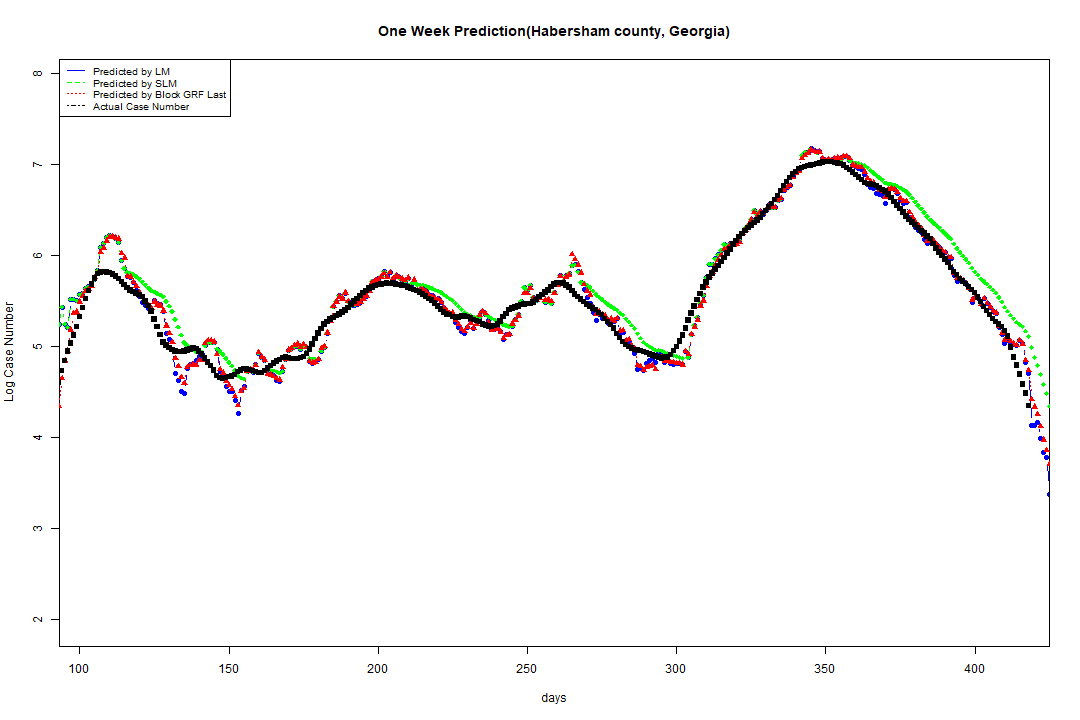 One Week Prediction(Habersham county, Georgia)
Predicted by LM
Predicted by SLM
Predicted by Block GRF Last
Actual Case Number
Log Case Number
8
7
6
5
4
3
2
100 150 200 250 300 350 400
days